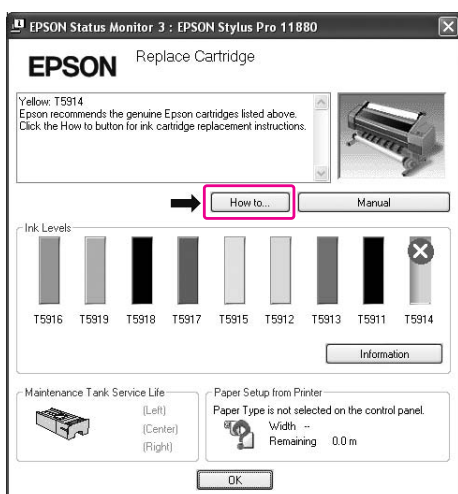 EPSON Status Monitor 3 : EPSON Stylus Pro 11880
EPSON
Replace Cartridge
Yellow: T5914
Epson recommends the genuine Epson cartridges listed above.
Click the How to button for ink cartridge replacement instructions.
How to...
Manual
Ink Levels
T5916 T5919 T5918 T5917 T5915 T5912 T5913 T5911 T5914
Information
Maintenance Tank Service Life
(Left)
(Center)
(Right)
Paper Setup from Printer
Paper Type is not selected on the control panel.
Width --
Remaining 0.0 m
OK